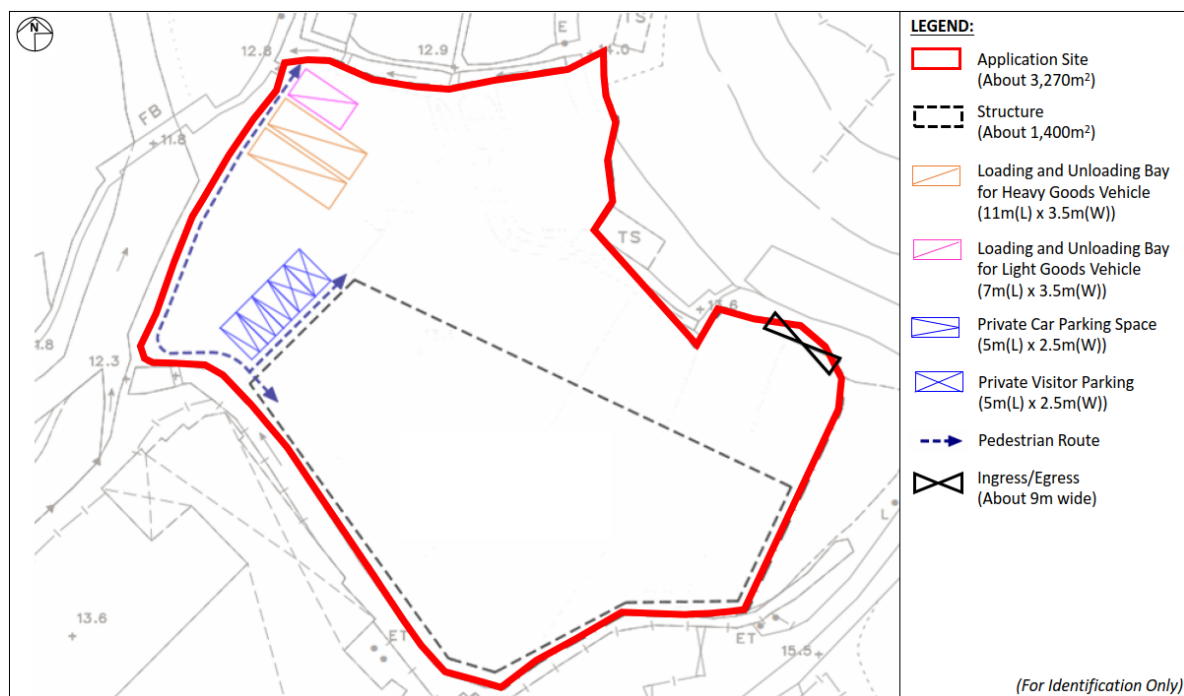 N
12.8
12.9
E
TS
14.0
FB
11.8
TS
12.3
13.6
ET
ET
L
15.5
LEGEND:
Application Site
(About 3,270m²)
Structure
(About 1,400m²)
Loading and Unloading Bay
for Heavy Goods Vehicle
(11m(L) x 3.5m(W))
Loading and Unloading Bay
for Light Goods Vehicle
(7m(L) x 3.5m(W))
Private Car Parking Space
(5m(L) x 2.5m(W))
Private Visitor Parking
(5m(L) x 2.5m(W))
Pedestrian Route
Ingress/Egress
(About 9m wide)
(For Identification Only)